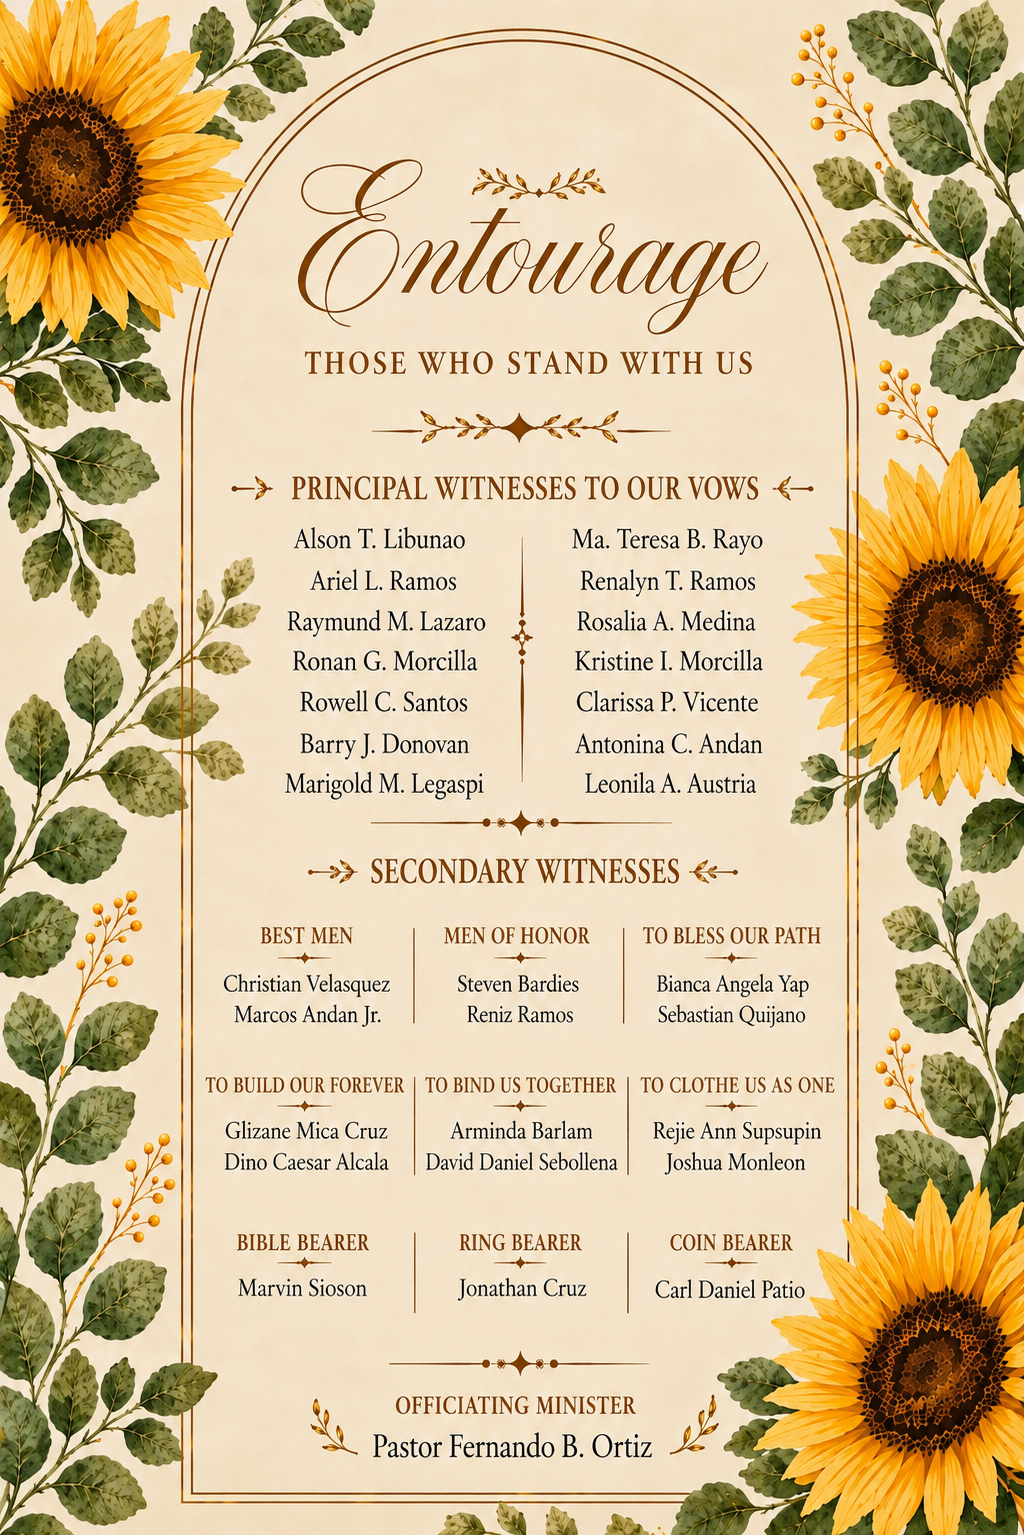 Entourage
THOSE WHO STAND WITH US
PRINCIPAL WITNESSES TO OUR VOWS
Alson T. Libunao
Ariel L. Ramos
Raymund M. Lazaro
Ronan G. Morcilla
Rowell C. Santos
Barry J. Donovan
Marigold M. Legaspi
Ma. Teresa B. Rayo
Renalyn T. Ramos
Rosalia A. Medina
Kristine I. Morcilla
Clarissa P. Vicente
Antonina C. Andan
Leonila A. Austria
SECONDARY WITNESSES
BEST MEN
Christian Velasquez
Marcos Andan Jr.
MEN OF HONOR
Steven Bardies
Reniz Ramos
TO BLESS OUR PATH
Bianca Angela Yap
Sebastian Quijano
TO BUILD OUR FOREVER
Glizane Mica Cruz
Dino Caesar Alcala
TO BIND US TOGETHER
Arminda Barlam
David Daniel Sebollena
TO CLOTHE US AS ONE
Rejie Ann Supsupin
Joshua Monleon
BIBLE BEARER
Marvin Sioson
RING BEARER
Jonathan Cruz
COIN BEARER
Carl Daniel Patio
OFFICIATING MINISTER
Pastor Fernando B. Ortiz